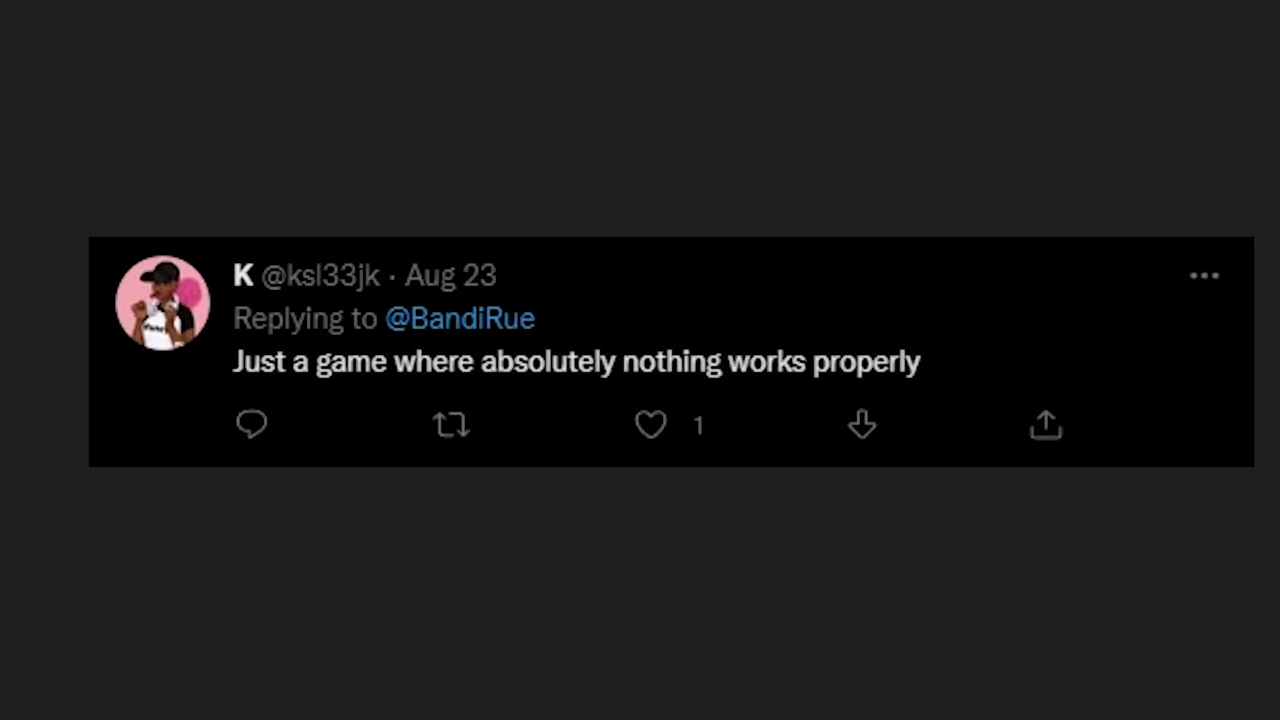 K @ksl33jk · Aug 23
Replying to @BandiRue
Just a game where absolutely nothing works properly
1